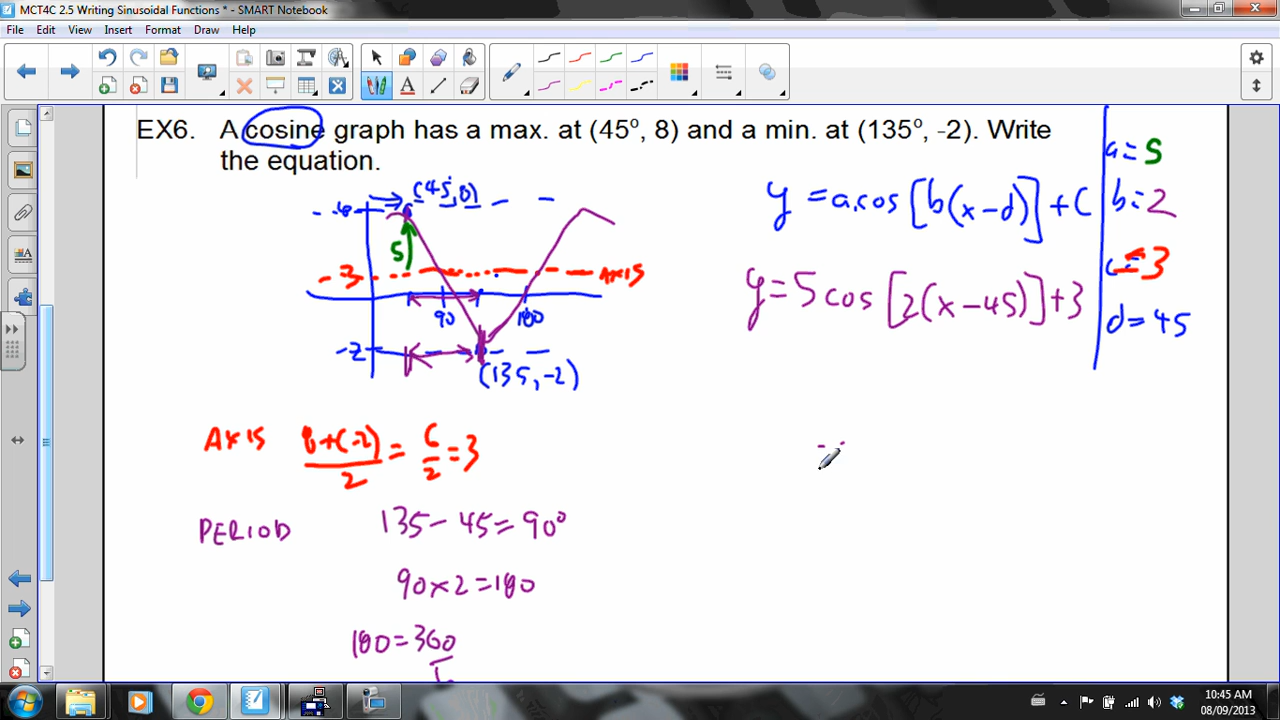 MCT4C 2.5 Writing Sinusoidal Functions * - SMART Notebook
File Edit View Insert Format Draw Help
EX6. A cosine graph has a max. at (45°, 8) and a min. at (135°, -2). Write
the equation.
a = 5
b = 2
c = 3
d = 45
y = a cos [b(x-d)] + C
y = 5 cos [2(x-45)] + 3
(45, 8)
8
5
3
AXIS
90
180
-2
(135, -2)
AXIS 8+(-2)/2 = 6/2 = 3
PERIOD 135 - 45 = 90°
90 x 2 = 180
180 = 360
10:45 AM
08/09/2013